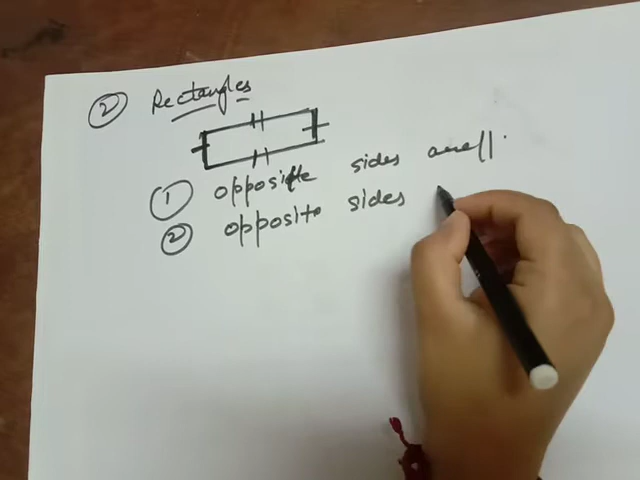 ② Rectangles
① opposite sides are ||.
② opposite sides